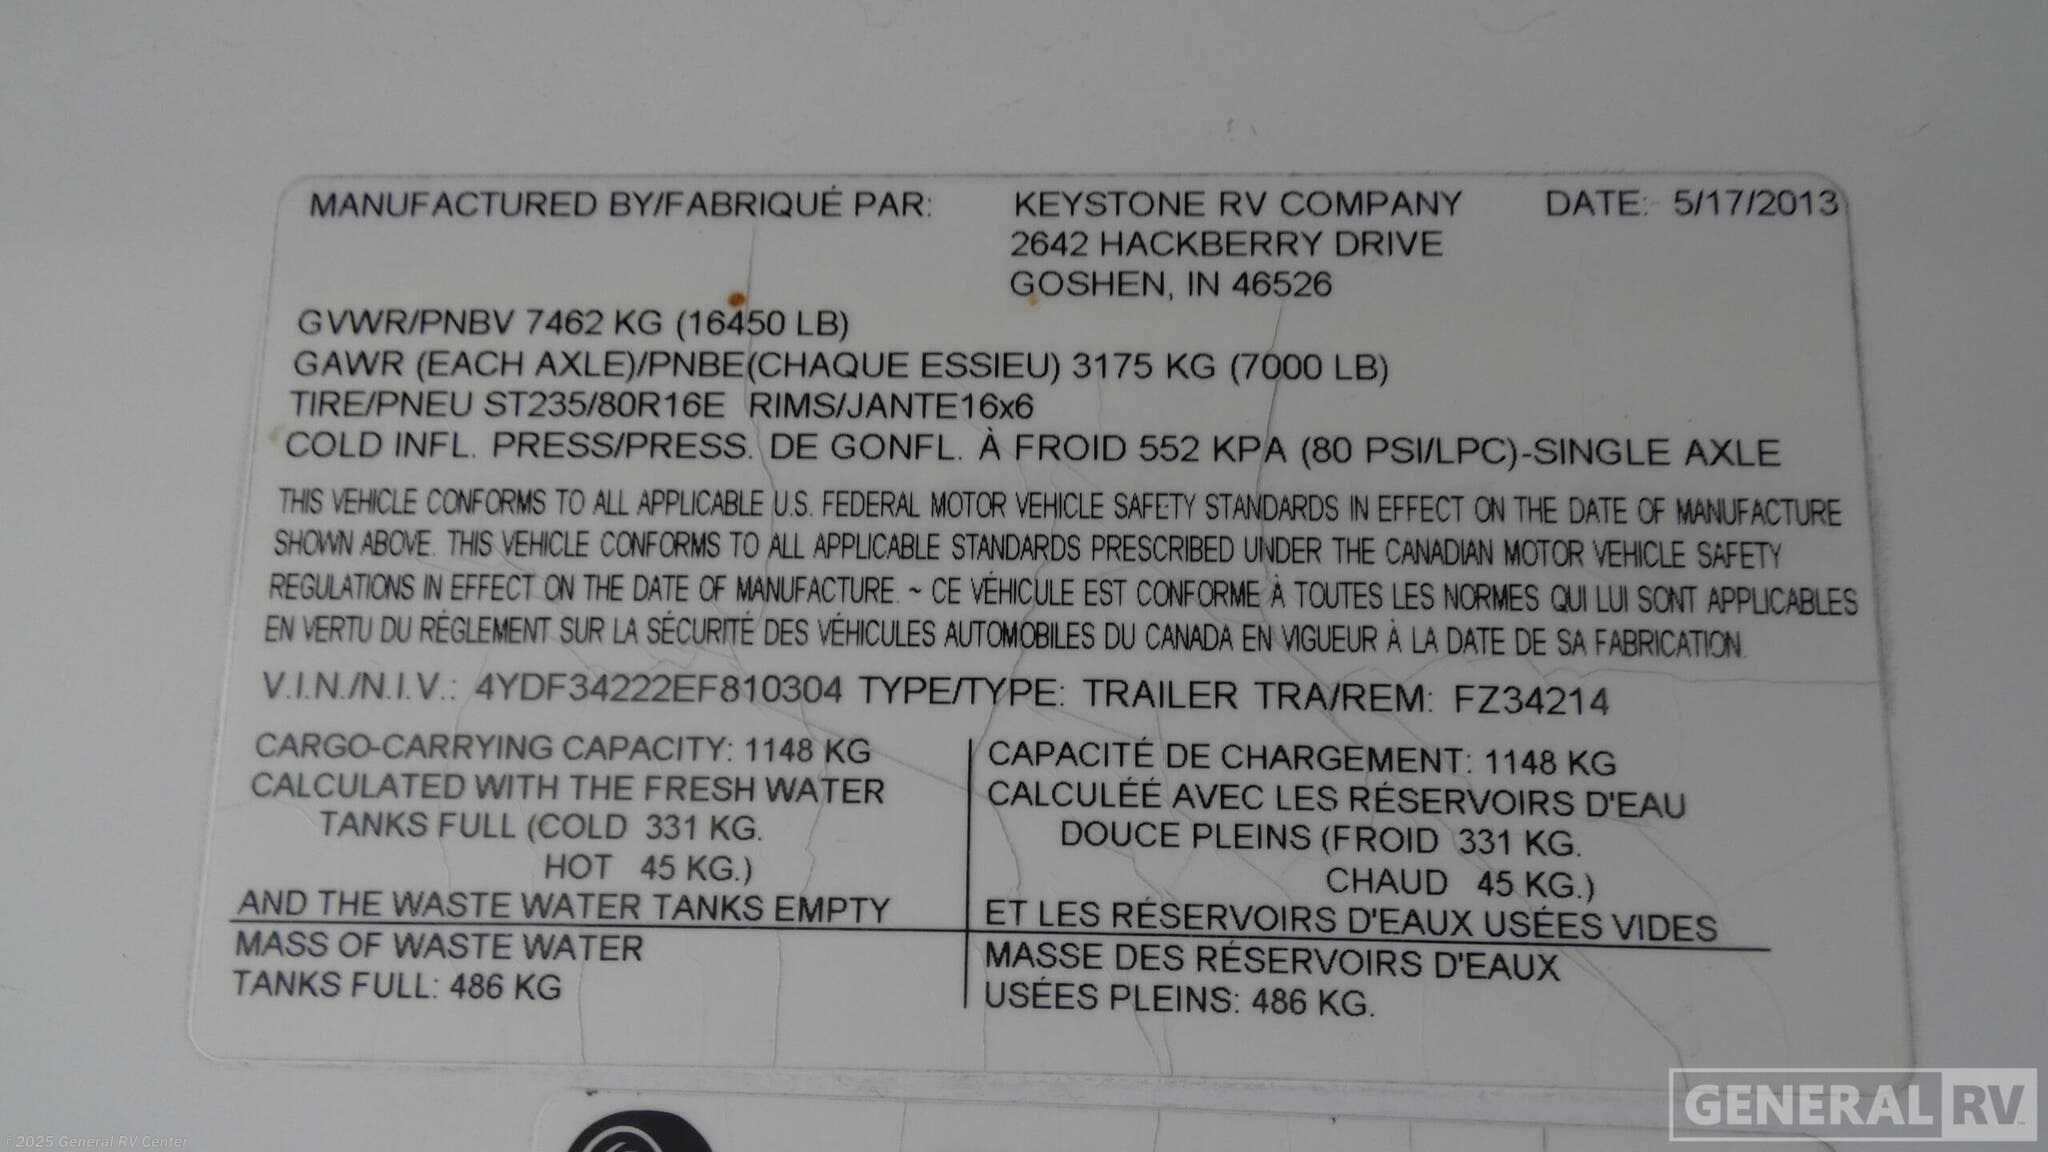 MANUFACTURED BY/FABRIQUÉ PAR: KEYSTONE RV COMPANY DATE: 5/17/2013
2642 HACKBERRY DRIVE
GOSHEN, IN 46526
GVWR/PNBV 7462 KG (16450 LB)
GAWR (EACH AXLE)/PNBE(CHAQUE ESSIEU) 3175 KG (7000 LB)
TIRE/PNEU ST235/80R16E RIMS/JANTE16x6
COLD INFL. PRESS/PRESS. DE GONFL. À FROID 552 KPA (80 PSI/LPC)-SINGLE AXLE
THIS VEHICLE CONFORMS TO ALL APPLICABLE U.S. FEDERAL MOTOR VEHICLE SAFETY STANDARDS IN EFFECT ON THE DATE OF MANUFACTURE
SHOWN ABOVE. THIS VEHICLE CONFORMS TO ALL APPLICABLE STANDARDS PRESCRIBED UNDER THE CANADIAN MOTOR VEHICLE SAFETY
REGULATIONS IN EFFECT ON THE DATE OF MANUFACTURE. ~ CE VÉHICULE EST CONFORME À TOUTES LES NORMES QUI LUI SONT APPLICABLES
EN VERTU DU RÉGLEMENT SUR LA SÉCURITÉ DES VÉHICULES AUTOMOBILES DU CANADA EN VIGUEUR À LA DATE DE SA FABRICATION.
V.I.N./N.I.V.: 4YDF34222EF810304 TYPE/TYPE: TRAILER TRA/REM: FZ34214
CARGO-CARRYING CAPACITY: 1148 KG
CALCULATED WITH THE FRESH WATER
TANKS FULL (COLD 331 KG.
HOT 45 KG.)
AND THE WASTE WATER TANKS EMPTY
MASS OF WASTE WATER
TANKS FULL: 486 KG
CAPACITÉ DE CHARGEMENT: 1148 KG
CALCULÉÉ AVEC LES RÉSERVOIRS D'EAU
DOUCE PLEINS (FROID 331 KG.
CHAUD 45 KG.)
ET LES RÉSERVOIRS D'EAUX USÉES VIDES
MASSE DES RÉSERVOIRS D'EAUX
USÉES PLEINS: 486 KG.
GENERAL RV
©2025 General RV Center